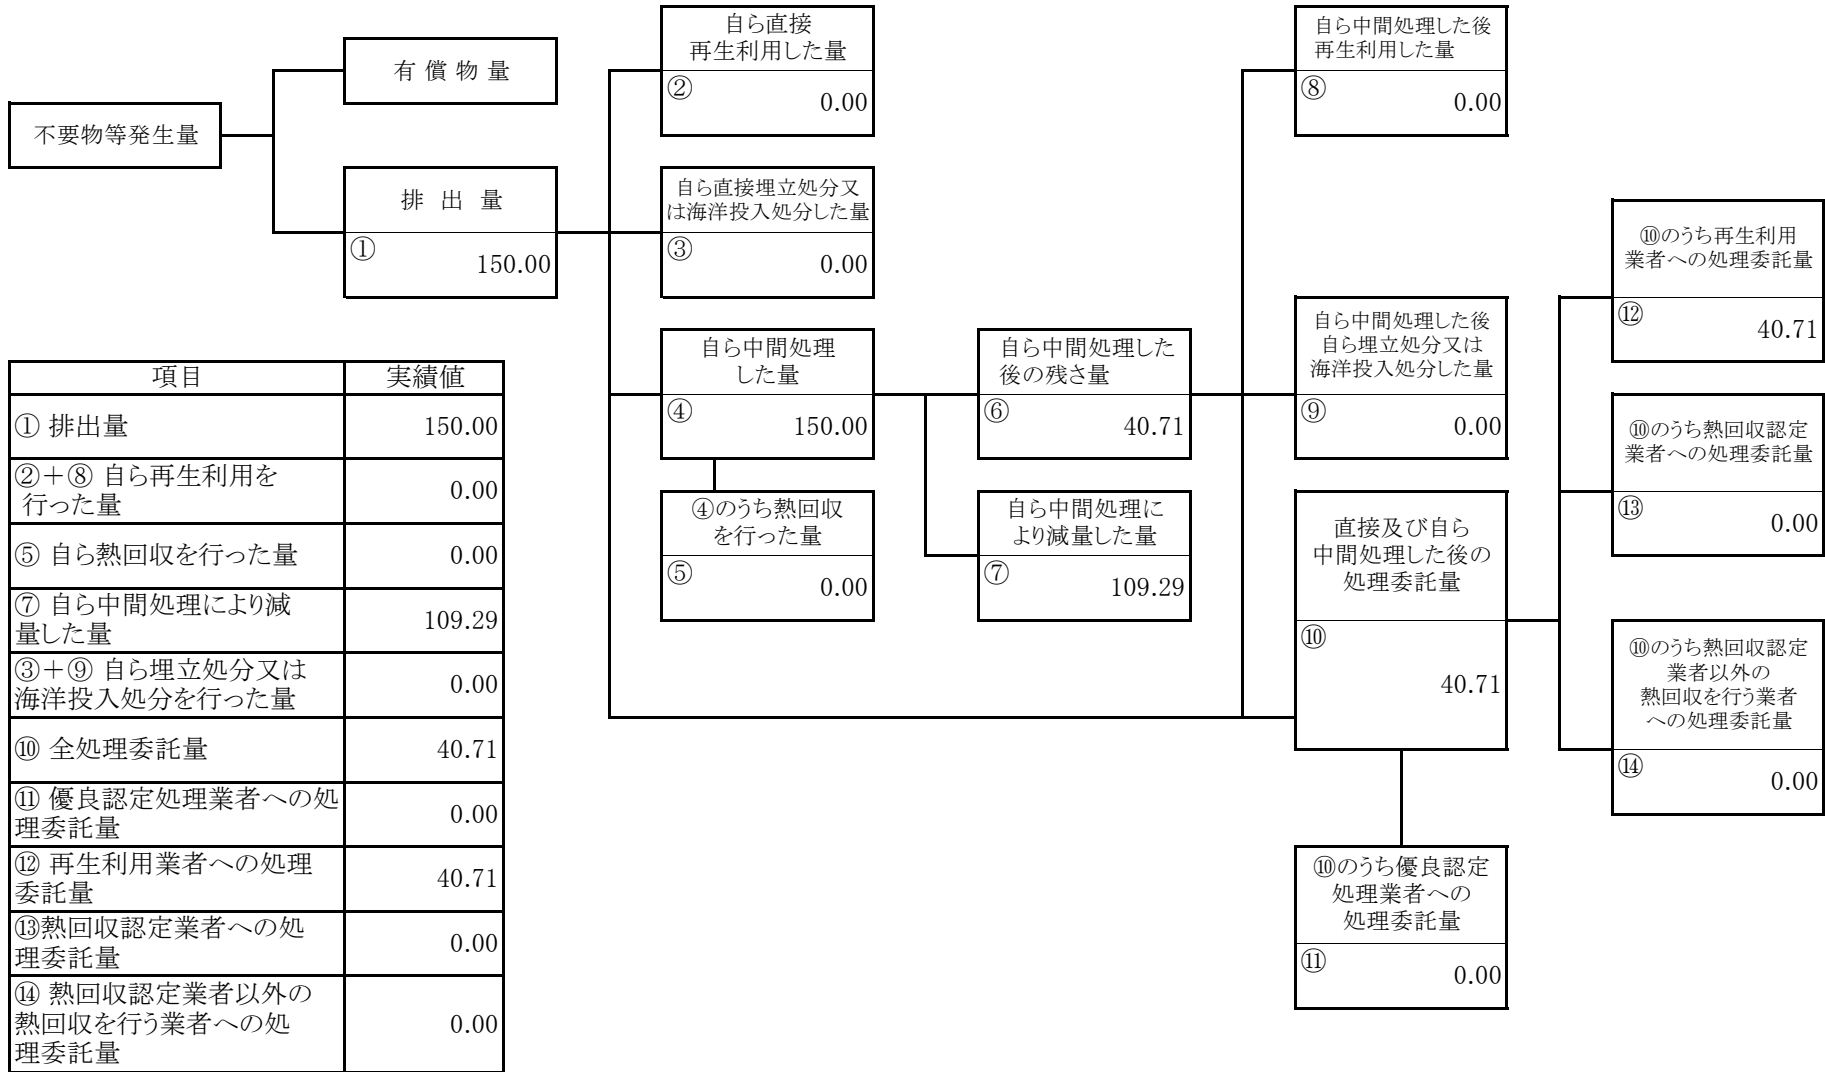 不要物等発生量
有 償 物 量
排 出 量
①
150.00
自ら直接
再生利用した量
②
0.00
自ら直接埋立処分又
は海洋投入処分した量
③
0.00
自ら中間処理
した量
④
150.00
④のうち熱回収
を行った量
⑤
0.00
自ら中間処理した
後の残さ量
⑥
40.71
自ら中間処理に
より減量した量
⑦
109.29
自ら中間処理した後
再生利用した量
⑧
0.00
自ら中間処理した後
自ら埋立処分又は
海洋投入処分した量
⑨
0.00
直接及び自ら
中間処理した後の
処理委託量
⑩
40.71
⑩のうち優良認定
処理業者への
処理委託量
⑪
0.00
⑩のうち再生利用
業者への処理委託量
⑫
40.71
⑩のうち熱回収認定
業者への処理委託量
⑬
0.00
⑩のうち熱回収認定
業者以外の
熱回収を行う業者
への処理委託量
⑭
0.00
項目 実績値
① 排出量 150.00
②＋⑧ 自ら再生利用を
行った量 0.00
⑤ 自ら熱回収を行った量 0.00
⑦ 自ら中間処理により減
量した量 109.29
③＋⑨ 自ら埋立処分又は
海洋投入処分を行った量 0.00
⑩ 全処理委託量 40.71
⑪ 優良認定処理業者への処
理委託量 0.00
⑫ 再生利用業者への処理
委託量 40.71
⑬熱回収認定業者への処
理委託量 0.00
⑭ 熱回収認定業者以外の
熱回収を行う業者への処
理委託量 0.00